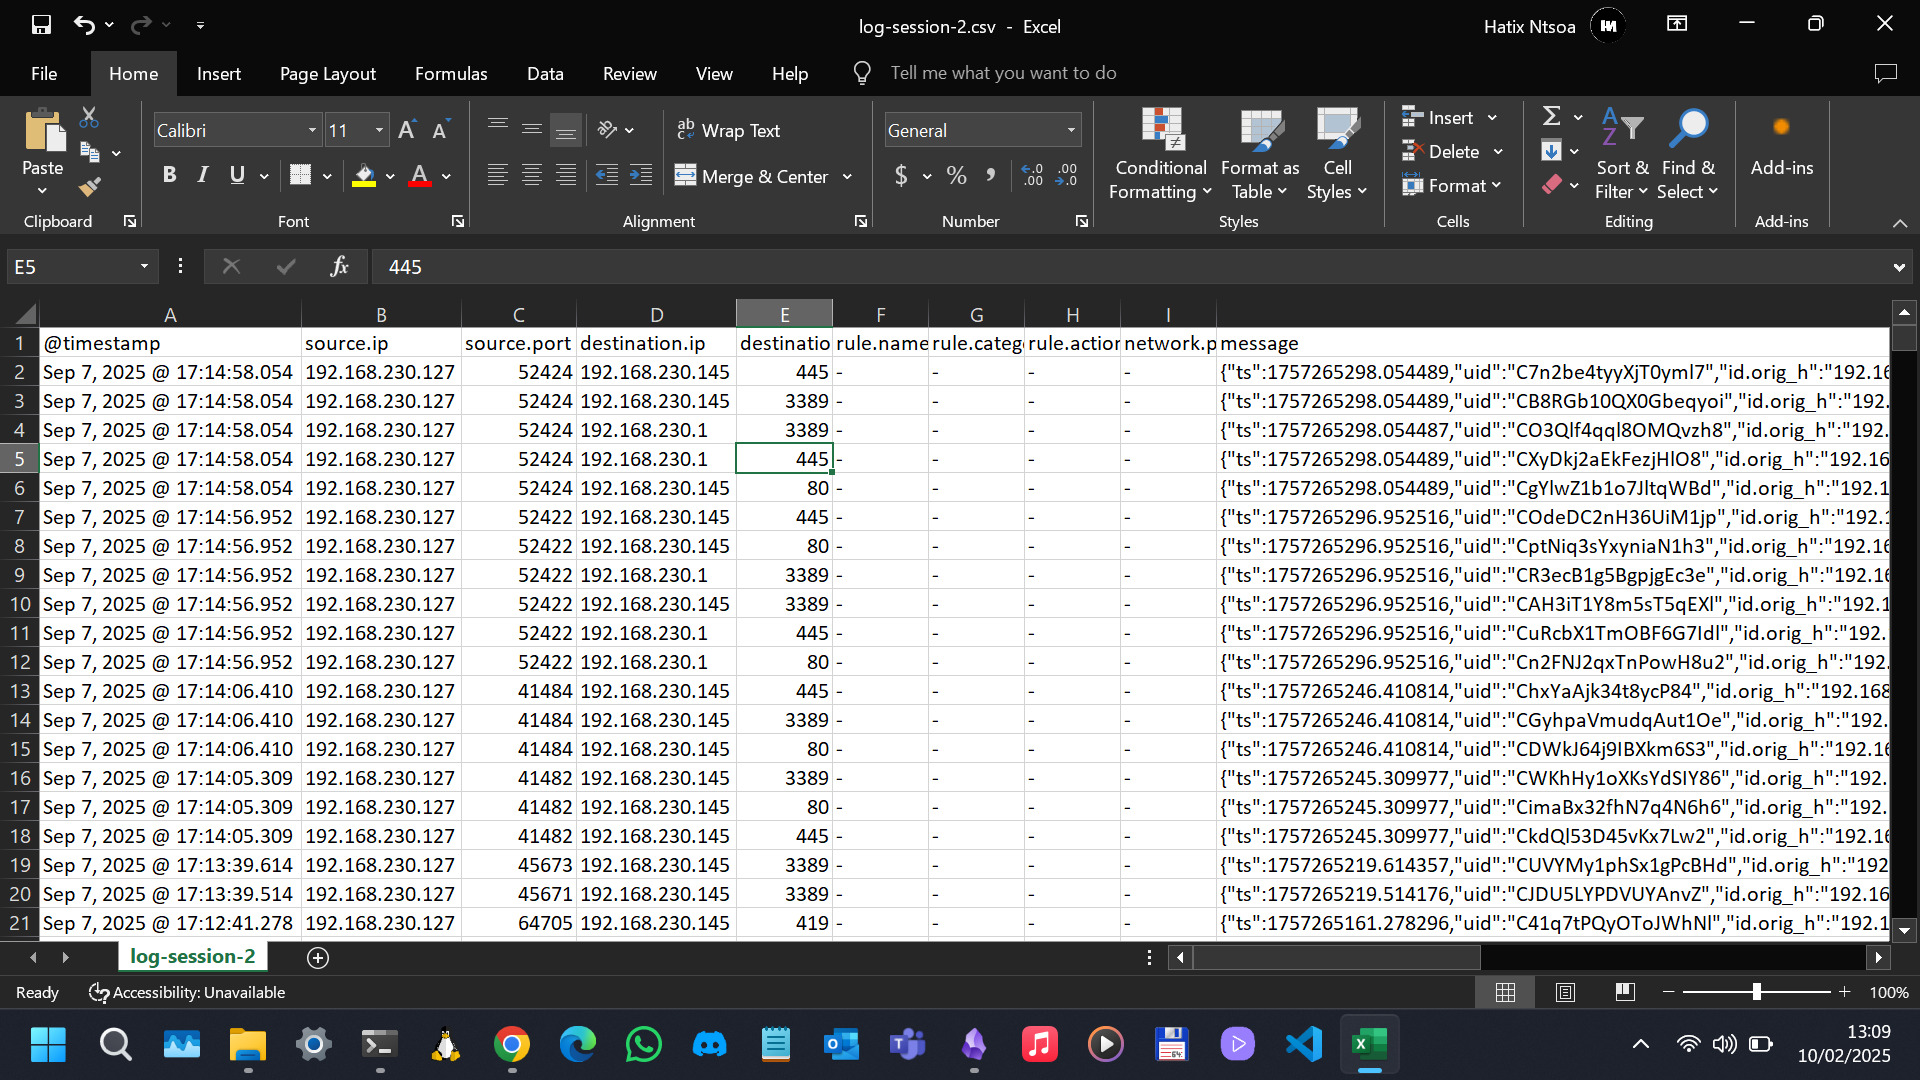 log-session-2.csv - Excel
Hatix Ntsoa
File Home Insert Page Layout Formulas Data Review View Help Tell me what you want to do
Paste
Clipboard
Calibri 11
B I U
Font
Wrap Text
Merge & Center
Alignment
General
$ % ,
Number
Conditional Formatting
Format as Table
Cell Styles
Styles
Insert
Delete
Format
Cells
Sort & Filter
Find & Select
Editing
Add-ins
Add-ins
E5 fx 445
A B C D E F G H I
1 @timestamp source.ip source.port destination.ip destinatio rule.name rule.categ rule.action network.p message
2 Sep 7, 2025 @ 17:14:58.054 192.168.230.127 52424 192.168.230.145 445 - - - - {"ts":1757265298.054489,"uid":"C7n2be4tyyXjT0yml7","id.orig_h":"192.16
3 Sep 7, 2025 @ 17:14:58.054 192.168.230.127 52424 192.168.230.145 3389 - - - - {"ts":1757265298.054489,"uid":"CB8RGb10QX0Gbeqyoi","id.orig_h":"192.
4 Sep 7, 2025 @ 17:14:58.054 192.168.230.127 52424 192.168.230.1 3389 - - - - {"ts":1757265298.054487,"uid":"CO3Qlf4qql8OMQvzh8","id.orig_h":"192.
5 Sep 7, 2025 @ 17:14:58.054 192.168.230.127 52424 192.168.230.1 445 - - - - {"ts":1757265298.054489,"uid":"CXyDkj2aEkFezjHlO8","id.orig_h":"192.16
6 Sep 7, 2025 @ 17:14:58.054 192.168.230.127 52424 192.168.230.145 80 - - - - {"ts":1757265298.054489,"uid":"CgYlwZ1b1o7JltqWBd","id.orig_h":"192.1
7 Sep 7, 2025 @ 17:14:56.952 192.168.230.127 52422 192.168.230.145 445 - - - - {"ts":1757265296.952516,"uid":"COdeDC2nH36UiM1jp","id.orig_h":"192.1
8 Sep 7, 2025 @ 17:14:56.952 192.168.230.127 52422 192.168.230.145 80 - - - - {"ts":1757265296.952516,"uid":"CptNiq3sYxyniaN1h3","id.orig_h":"192.16
9 Sep 7, 2025 @ 17:14:56.952 192.168.230.127 52422 192.168.230.1 3389 - - - - {"ts":1757265296.952516,"uid":"CR3ecB1g5BgpjgEc3e","id.orig_h":"192.16
10 Sep 7, 2025 @ 17:14:56.952 192.168.230.127 52422 192.168.230.145 3389 - - - - {"ts":1757265296.952516,"uid":"CAH3iT1Y8m5sT5qEXl","id.orig_h":"192.1
11 Sep 7, 2025 @ 17:14:56.952 192.168.230.127 52422 192.168.230.1 445 - - - - {"ts":1757265296.952516,"uid":"CuRcbX1TmOBF6G7Idl","id.orig_h":"192.
12 Sep 7, 2025 @ 17:14:56.952 192.168.230.127 52422 192.168.230.1 80 - - - - {"ts":1757265296.952516,"uid":"Cn2FNJ2qxTnPowH8u2","id.orig_h":"192.
13 Sep 7, 2025 @ 17:14:06.410 192.168.230.127 41484 192.168.230.145 445 - - - - {"ts":1757265246.410814,"uid":"ChxYaAjk34t8ycP84","id.orig_h":"192.168
14 Sep 7, 2025 @ 17:14:06.410 192.168.230.127 41484 192.168.230.145 3389 - - - - {"ts":1757265246.410814,"uid":"CGyhpaVmudqAut1Oe","id.orig_h":"192.1
15 Sep 7, 2025 @ 17:14:06.410 192.168.230.127 41484 192.168.230.145 80 - - - - {"ts":1757265246.410814,"uid":"CDWkJ64j9IBXkm6S3","id.orig_h":"192.16
16 Sep 7, 2025 @ 17:14:05.309 192.168.230.127 41482 192.168.230.145 3389 - - - - {"ts":1757265245.309977,"uid":"CWKhHy1oXKsYdSIY86","id.orig_h":"192.
17 Sep 7, 2025 @ 17:14:05.309 192.168.230.127 41482 192.168.230.145 80 - - - - {"ts":1757265245.309977,"uid":"CimaBx32fhN7q4N6h6","id.orig_h":"192.
18 Sep 7, 2025 @ 17:14:05.309 192.168.230.127 41482 192.168.230.145 445 - - - - {"ts":1757265245.309977,"uid":"CkdQl53D45vKx7Lw2","id.orig_h":"192.16
19 Sep 7, 2025 @ 17:13:39.614 192.168.230.127 45673 192.168.230.145 3389 - - - - {"ts":1757265219.614357,"uid":"CUVYMy1phSx1gPcBHd","id.orig_h":"192
20 Sep 7, 2025 @ 17:13:39.514 192.168.230.127 45671 192.168.230.145 3389 - - - - {"ts":1757265219.514176,"uid":"CJDU5LYPDVUYAnvZ","id.orig_h":"192.16
21 Sep 7, 2025 @ 17:12:41.278 192.168.230.127 64705 192.168.230.145 419 - - - - {"ts":1757265161.278296,"uid":"C41q7tPQyOToJWhNl","id.orig_h":"192.1
log-session-2
Ready Accessibility: Unavailable 100%
13:09
10/02/2025